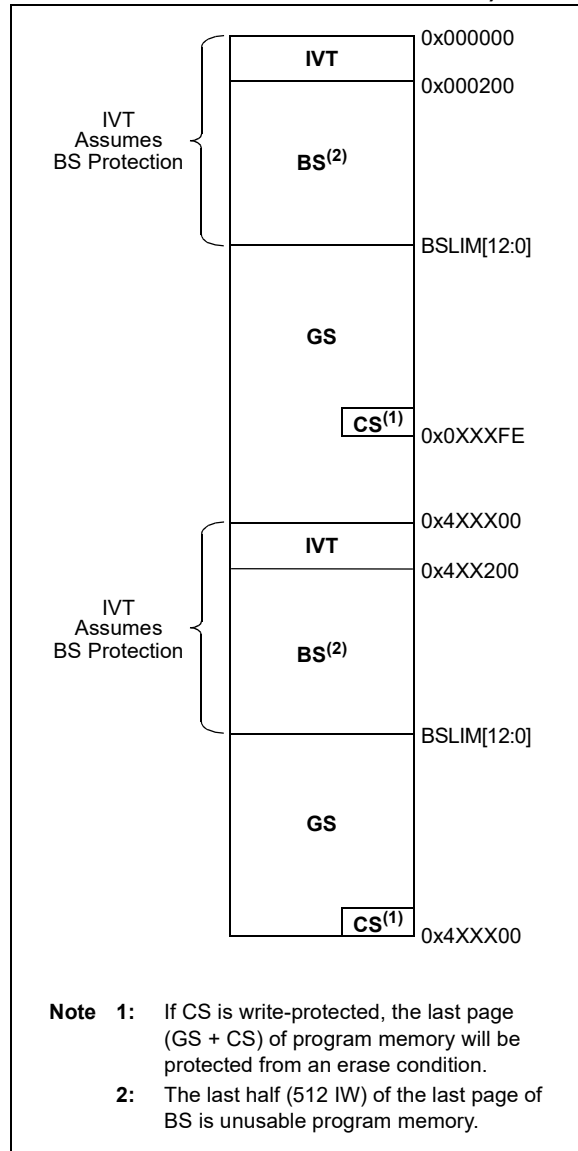 0x000000
IVT
0x000200
IVT
Assumes
BS Protection
BS(2)
BSLIM[12:0]
GS
CS(1)
0x0XXXFE
0x4XXX00
IVT
0x4XX200
IVT
Assumes
BS Protection
BS(2)
BSLIM[12:0]
GS
CS(1)
0x4XXX00
Note 1: If CS is write-protected, the last page
(GS + CS) of program memory will be
protected from an erase condition.
2: The last half (512 IW) of the last page of
BS is unusable program memory.